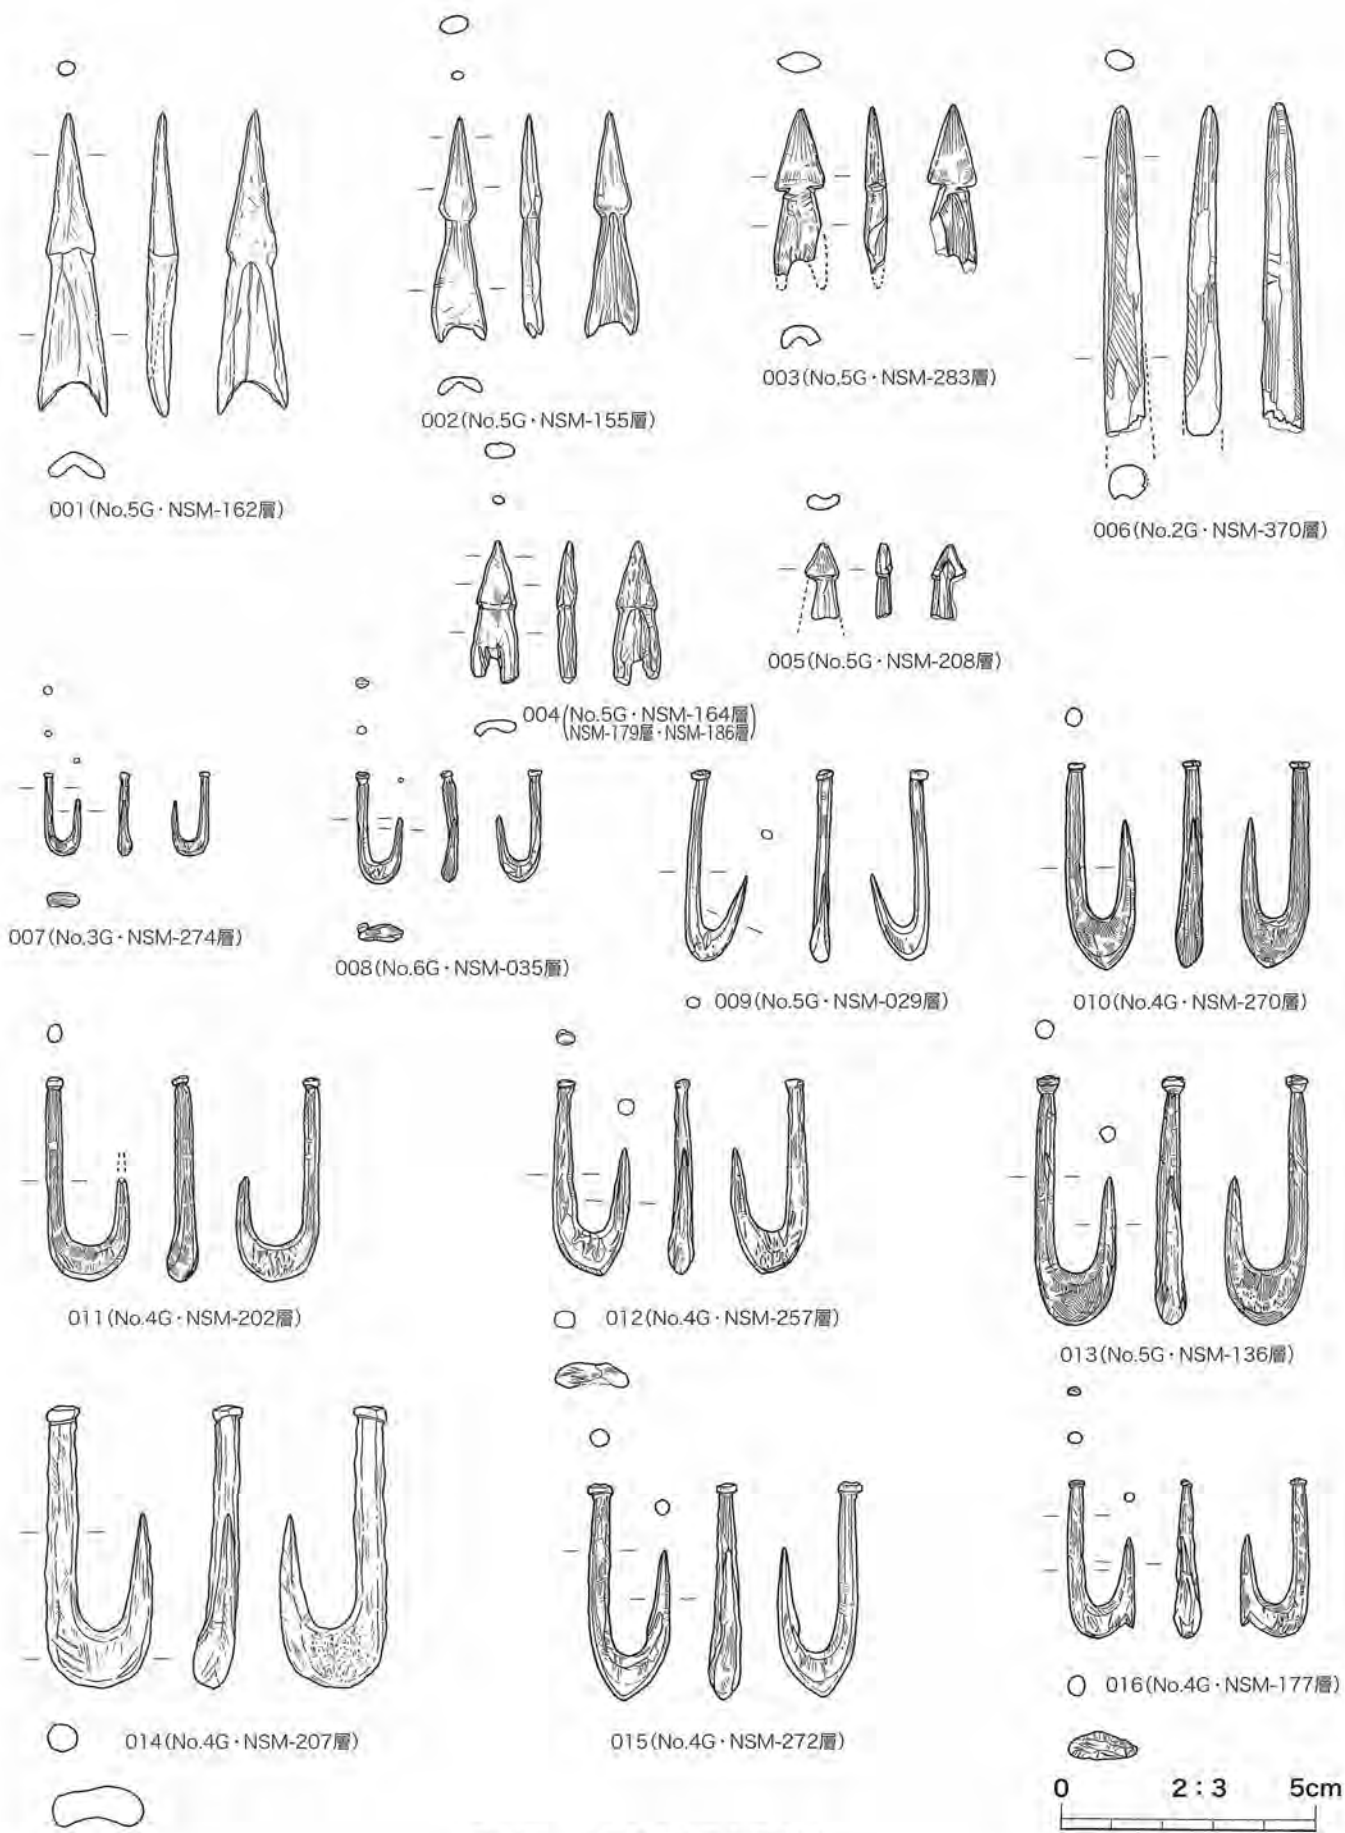 001(No.5G・NSM-162層)
002(No.5G・NSM-155層)
003(No.5G・NSM-283層)
006(No.2G・NSM-370層)
004(No.5G・NSM-164層
NSM-179層・NSM-186層)
005(No.5G・NSM-208層)
007(No.3G・NSM-274層)
008(No.6G・NSM-035層)
009(No.5G・NSM-029層)
010(No.4G・NSM-270層)
011(No.4G・NSM-202層)
012(No.4G・NSM-257層)
013(No.5G・NSM-136層)
014(No.4G・NSM-207層)
015(No.4G・NSM-272層)
016(No.4G・NSM-177層)
0 2:3 5cm